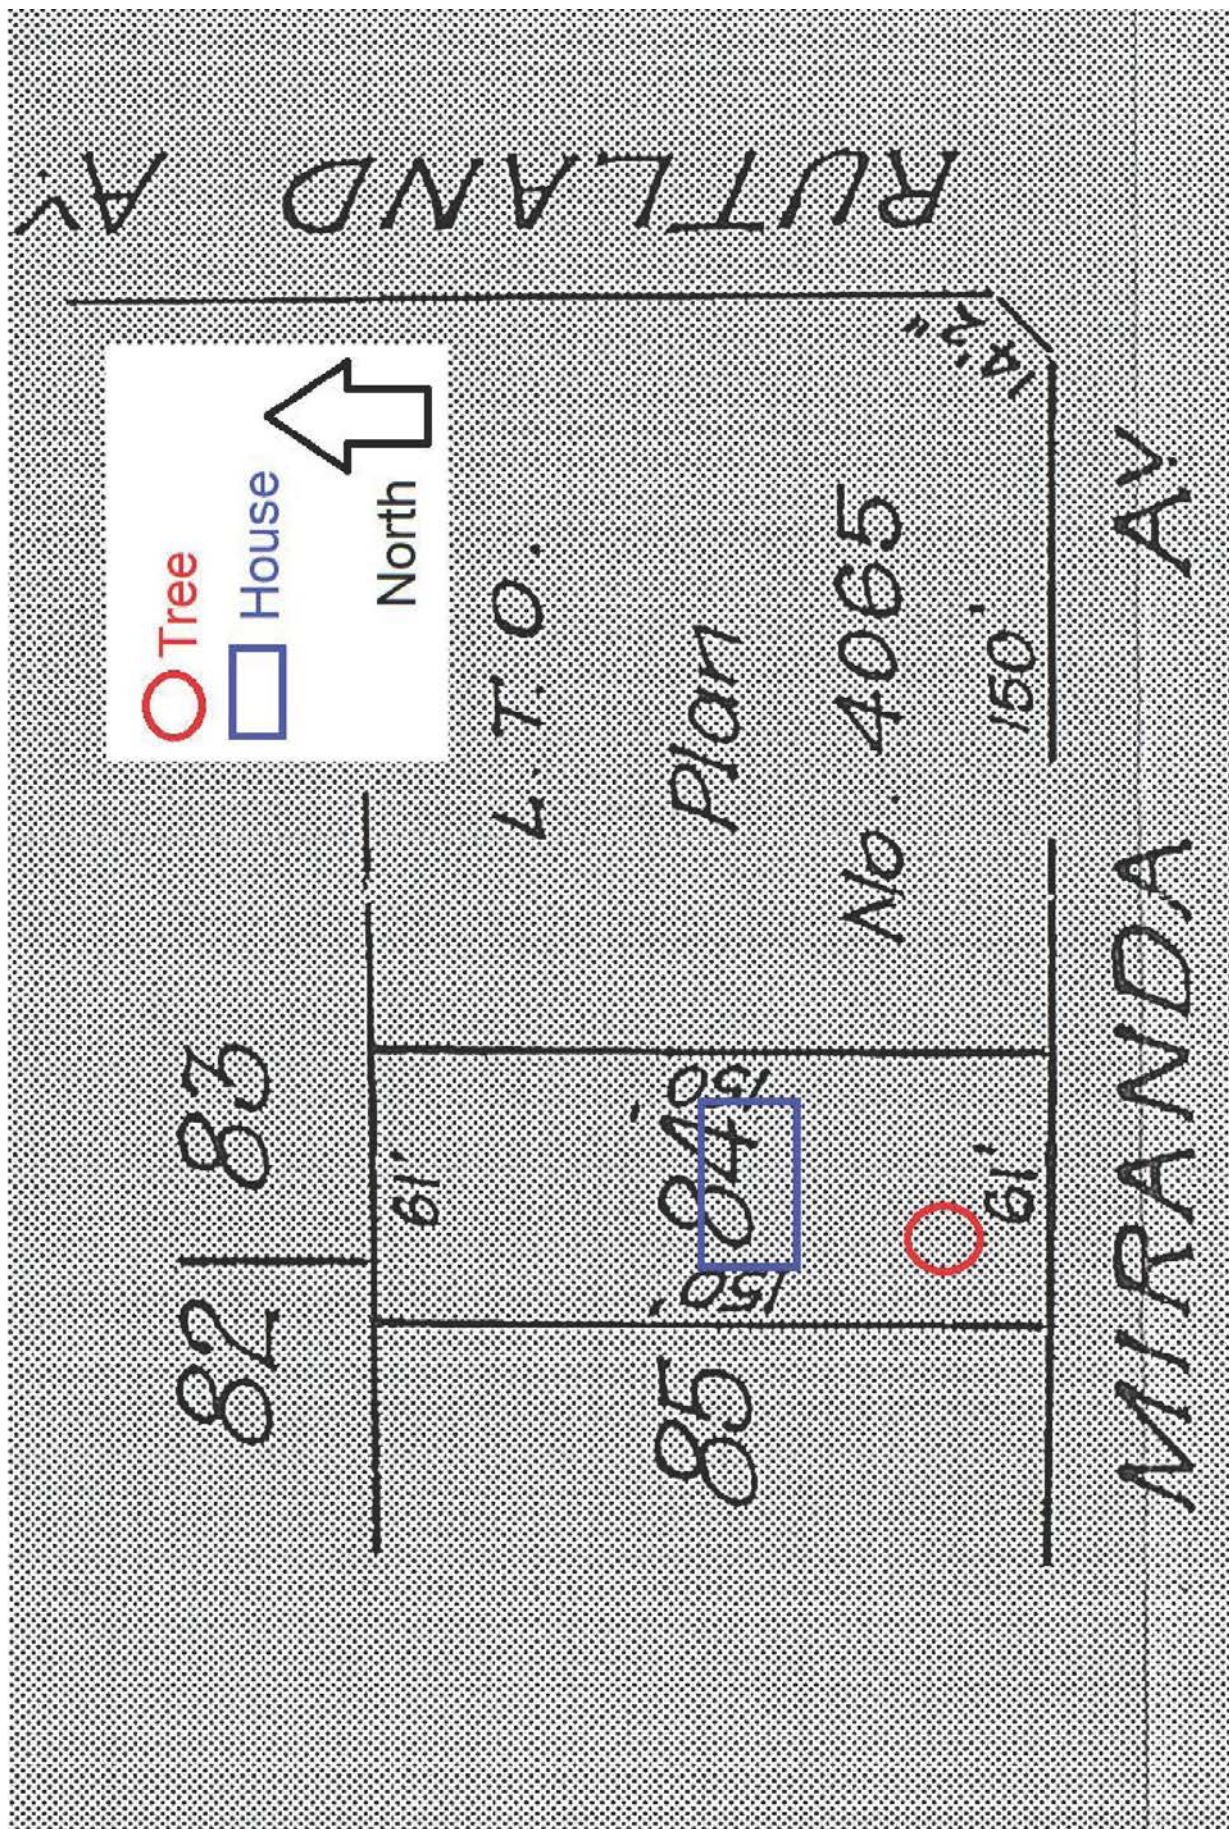 Tree
House
North
82
83
61'
L.T.O.
85
150'
84
150'
Plan
No. 4065
61'
150'
14'2"
MIRANDA AV.
RUTLAND AV.